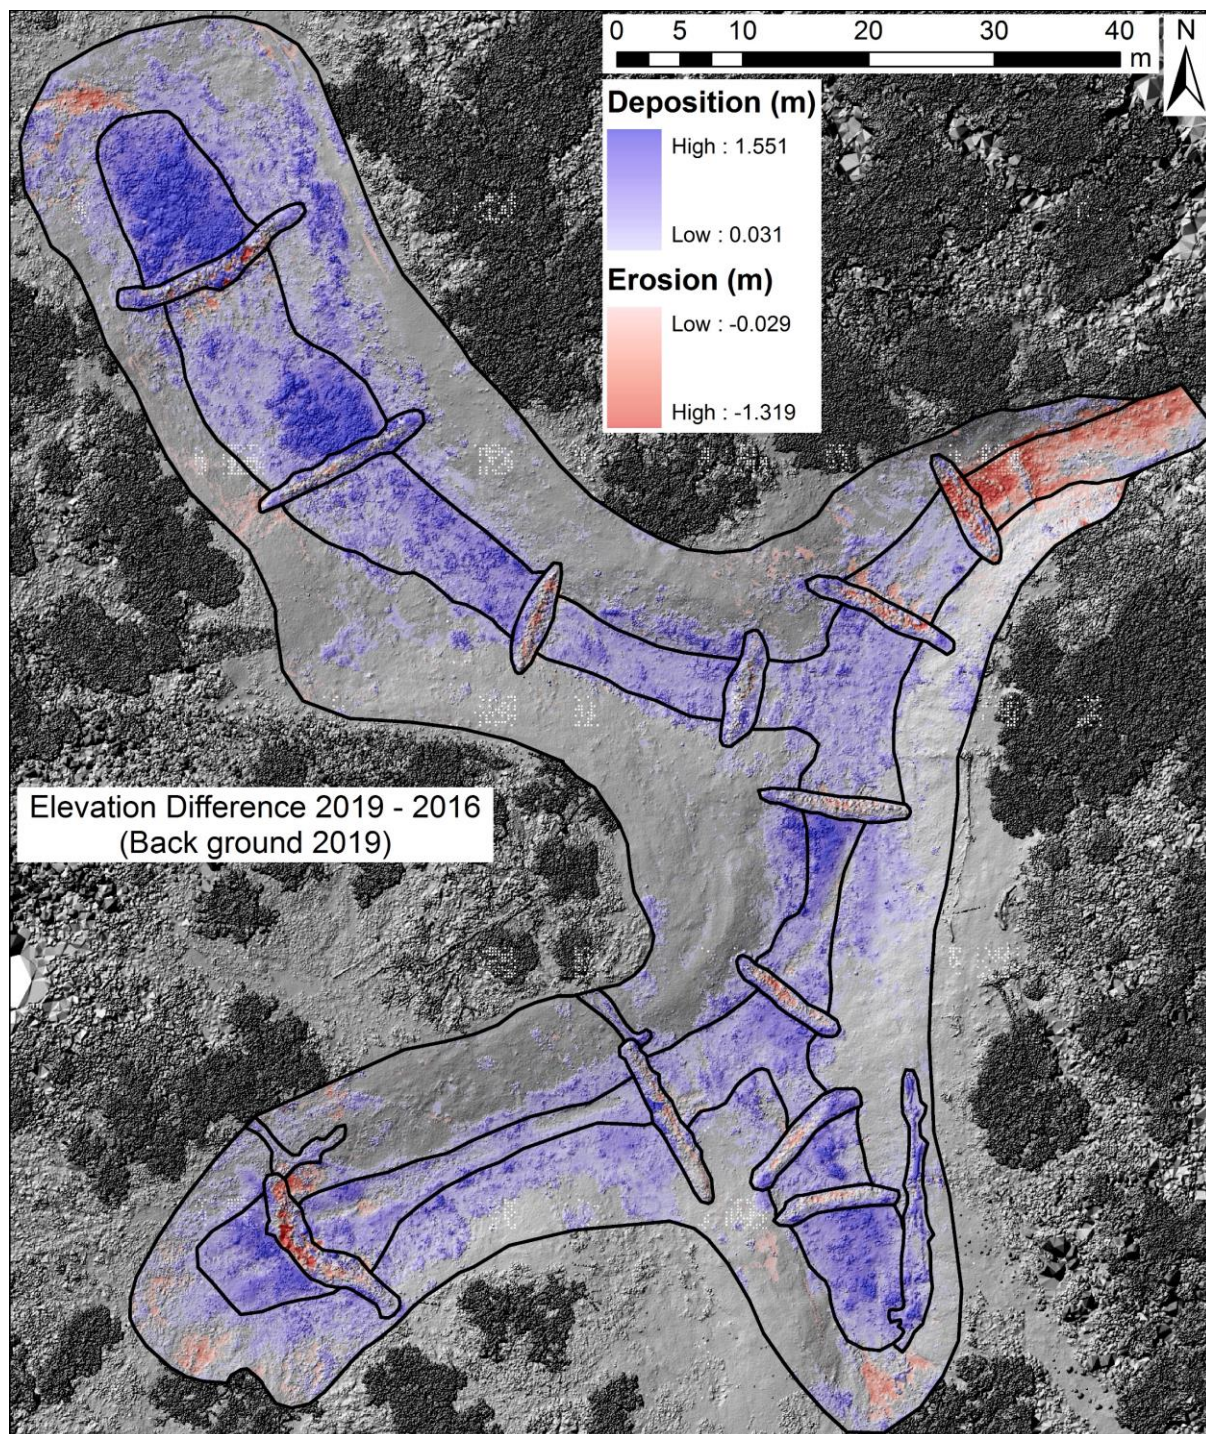 0 5 10 20 30 40
m
N
Deposition (m)
High : 1.551
Low : 0.031
Erosion (m)
Low : -0.029
High : -1.319
Elevation Difference 2019 - 2016
(Back ground 2019)